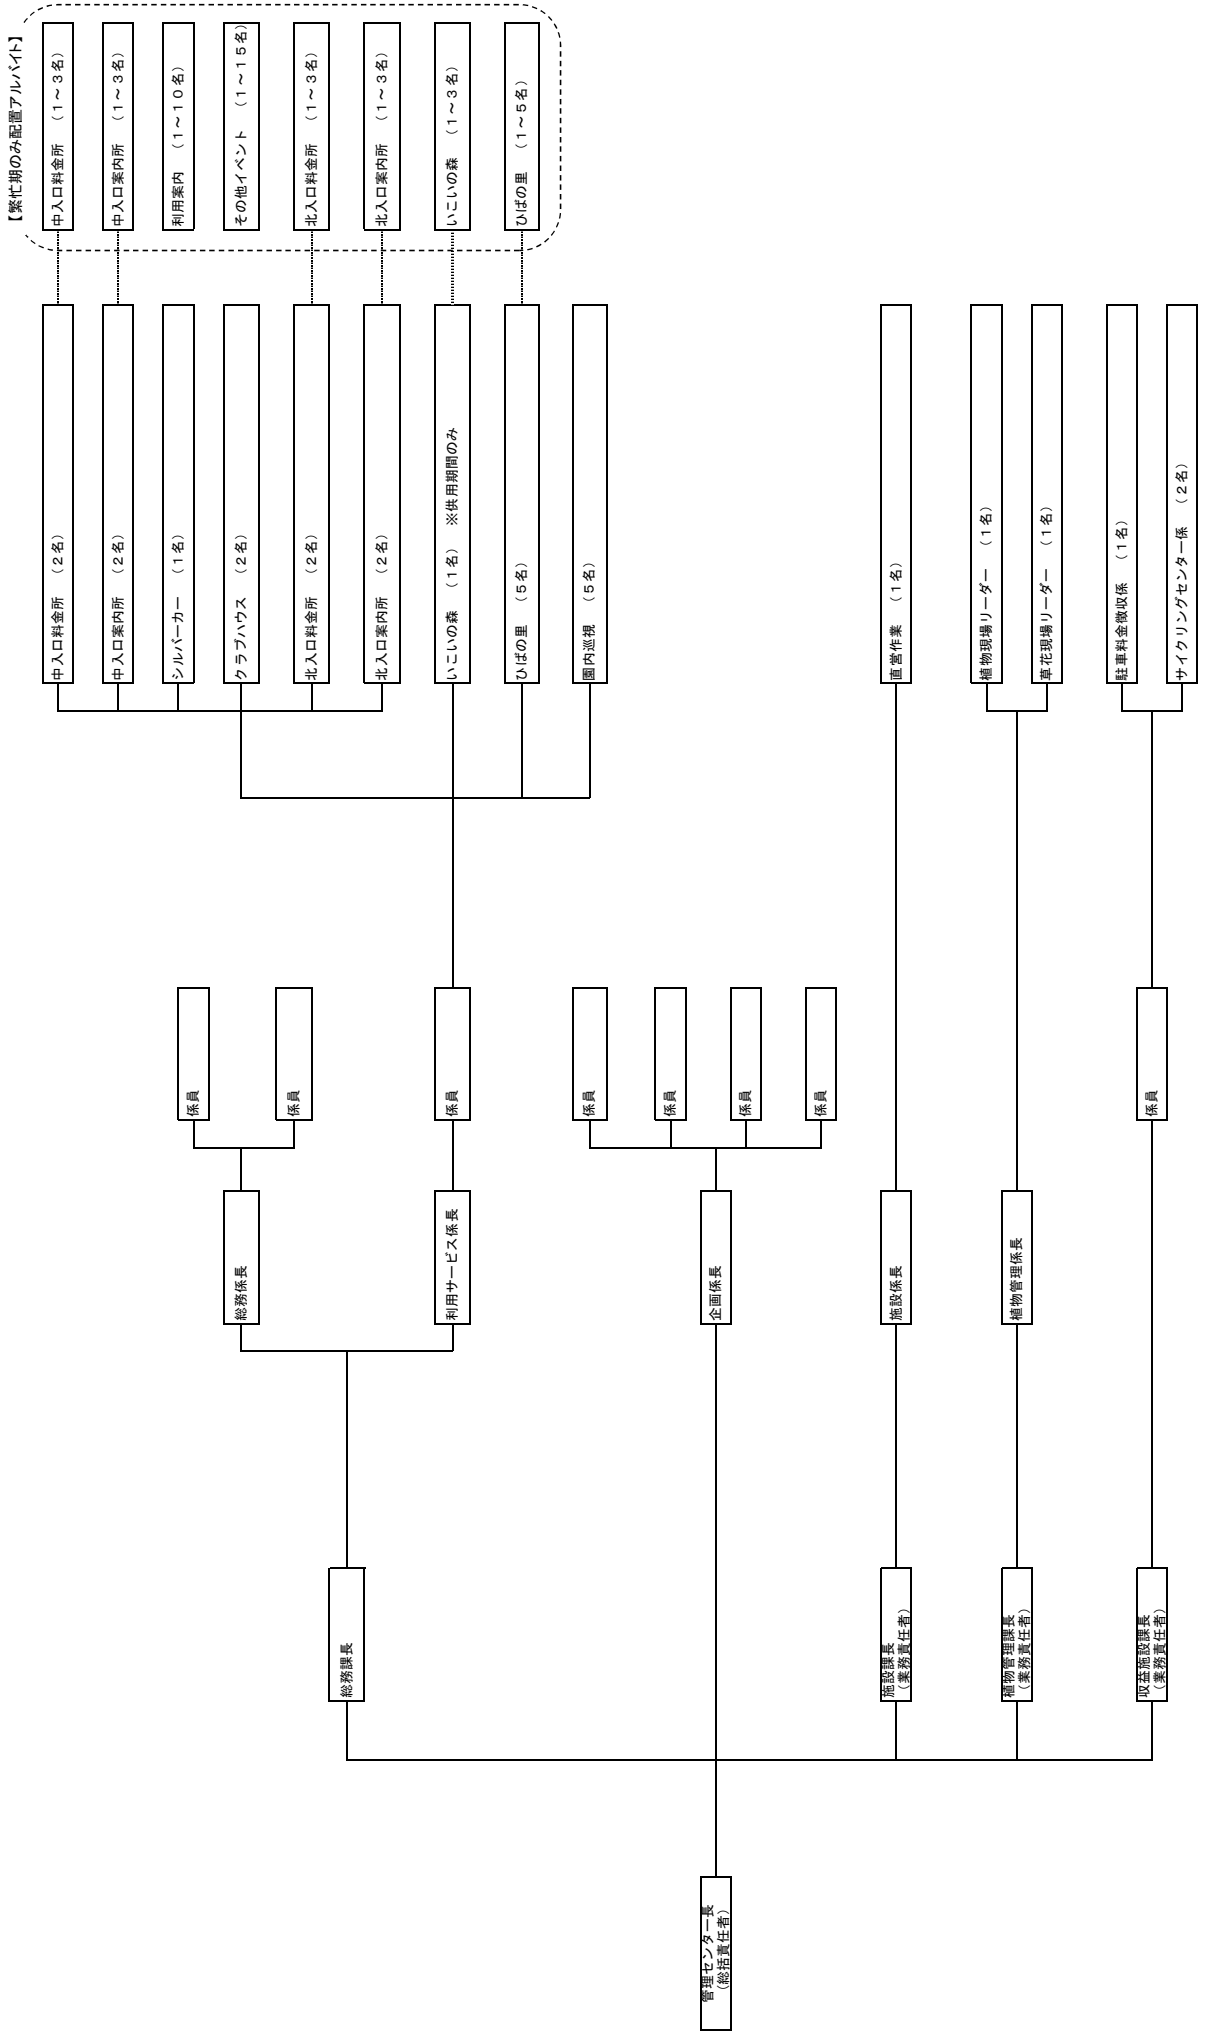 【繁忙期のみ配置アルバイト】
中入口料金所　（１～３名）
中入口案内所　（１～３名）
利用案内　（１～１０名）
その他イベント　（１～１５名）
北入口料金所　（１～３名）
北入口案内所　（１～３名）
いこいの森　（１～３名）
ひばの里　（１～５名）
中入口料金所　（２名）
中入口案内所　（２名）
シルバーカー　（１名）
クラブハウス　（２名）
北入口料金所　（２名）
北入口案内所　（２名）
いこいの森　（１名）　※供用期間のみ
ひばの里　（５名）
園内巡視　（５名）
直営作業　（１名）
植物現場リーダー　（１名）
草花現場リーダー　（１名）
駐車料金徴収係　（１名）
サイクリングセンター係　（２名）
係員
係員
係員
係員
係員
係員
係員
係員
総務係長
利用サービス係長
企画係長
施設係長
植物管理係長
総務課長
施設課長
（業務責任者）
植物管理課長
（業務責任者）
収益施設課長
（業務責任者）
管理センター長
（総括責任者）